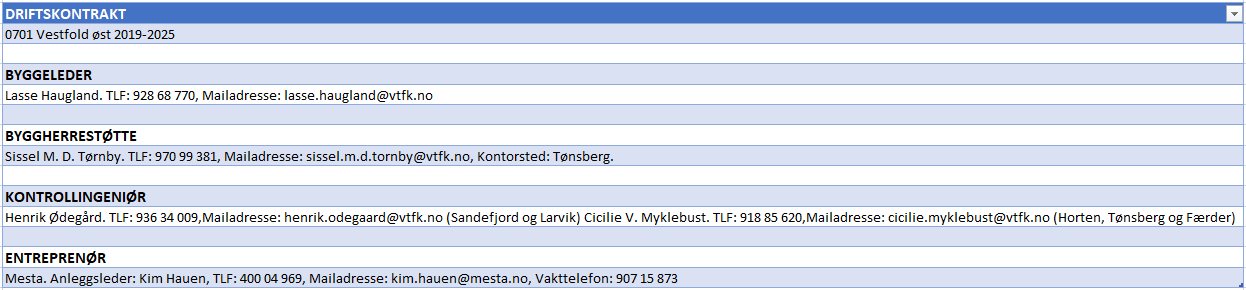 DRIFTSKONTRAKT
0701 Vestfold øst 2019-2025
BYGGELEDER
Lasse Haugland. TLF: 928 68 770, Mailadresse: lasse.haugland@vtfk.no
BYGGHERRESTØTTE
Sissel M. D. Tørnby. TLF: 970 99 381, Mailadresse: sissel.m.d.tornby@vtfk.no, Kontorsted: Tønsberg.
KONTROLLINGENIØR
Henrik Ødegård. TLF: 936 34 009,Mailadresse: henrik.odegaard@vtfk.no (Sandefjord og Larvik) Cicilie V. Myklebust. TLF: 918 85 620,Mailadresse: cicilie.myklebust@vtfk.no (Horten, Tønsberg og Færder)
ENTREPRENØR
Mesta. Anleggsleder: Kim Hauen, TLF: 400 04 969, Mailadresse: kim.hauen@mesta.no, Vakttelefon: 907 15 873